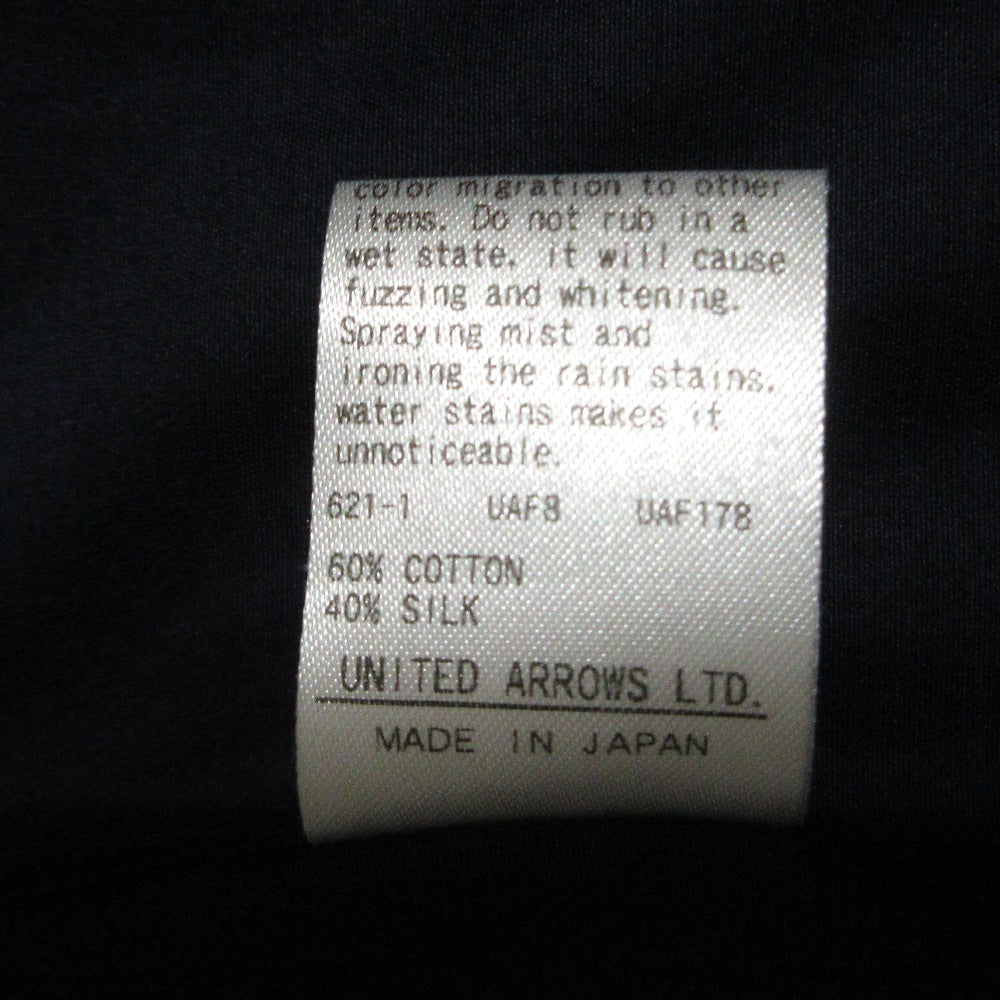 color migration to other
items. Do not rub in a
wet state. it will cause
fuzzing and whitening.
Spraying mist and
ironing the rain stains.
water stains makes it
unnoticeable.
621-1 UAF8 UAF178
60% COTTON
40% SILK
UNITED ARROWS LTD.
MADE IN JAPAN